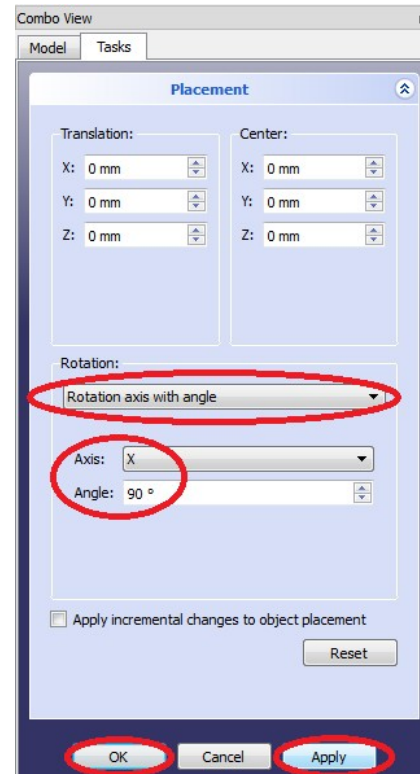 Combo View
Model Tasks
Placement
Translation: Center:
X: 0 mm X: 0 mm
Y: 0 mm Y: 0 mm
Z: 0 mm Z: 0 mm
Rotation:
Rotation axis with angle
Axis: X
Angle: 90 °
Apply incremental changes to object placement
Reset
OK Cancel Apply